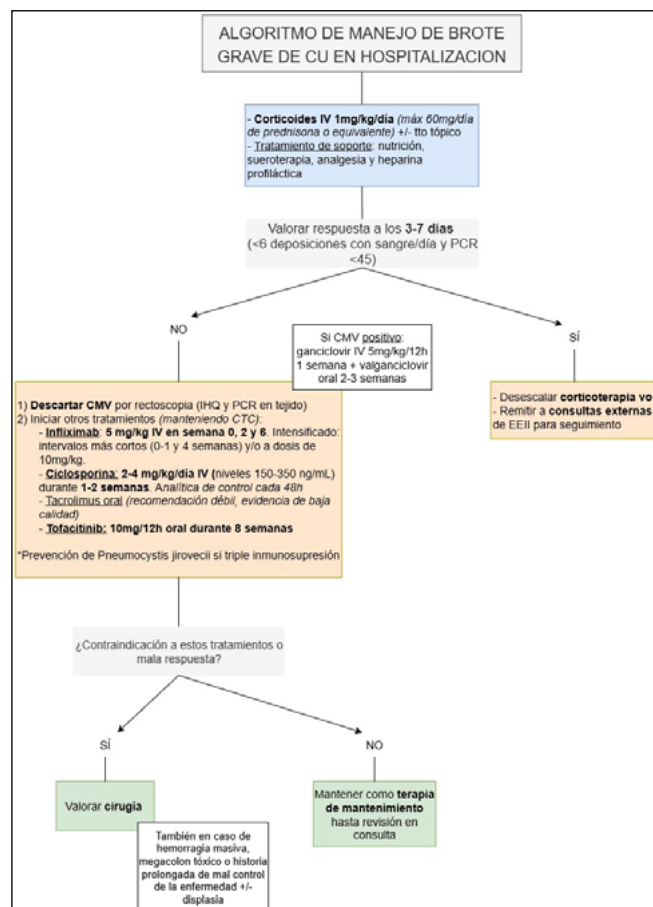 ALGORITMO DE MANEJO DE BROTE
GRAVE DE CU EN HOSPITALIZACION
- Corticoides IV 1mg/kg/día (máx 60mg/día
de prednisona o equivalente) +/- tto tópico
- Tratamiento de soporte: nutrición,
sueroterapia, analgesia y heparina
profiláctica
Valorar respuesta a los 3-7 días
(<6 deposiciones con sangre/día y PCR
<45)
NO
Si CMV positivo:
ganciclovir IV 5mg/kg/12h
1 semana + valganciclovir
oral 2-3 semanas
SÍ
1) Descartar CMV por rectoscopia (IHQ y PCR en tejido)
2) Iniciar otros tratamientos (manteniendo CTC):
- Infliximab: 5 mg/kg IV en semana 0, 2 y 6. Intensificado:
intervalos más cortos (0-1 y 4 semanas) y/o a dosis de
10mg/kg.
- Ciclosporina: 2-4 mg/kg/día IV (niveles 150-350 ng/mL)
durante 1-2 semanas. Analítica de control cada 48h
- Tacrolimus oral (recomendación débil, evidencia de baja
calidad)
- Tofacitinib: 10mg/12h oral durante 8 semanas
*Prevención de Pneumocystis jirovecii si triple inmunosupresión
- Desescalar corticoterapia vo
- Remitir a consultas externas
de EEII para seguimiento
¿Contraindicación a estos tratamientos o
mala respuesta?
SÍ
NO
Valorar cirugía
Mantener como terapia
de mantenimiento
hasta revisión en
consulta
También en caso de
hemorragia masiva,
megacolon tóxico o historia
prolongada de mal control
de la enfermedad +/-
displasia